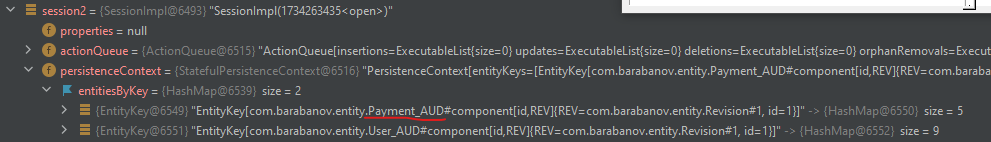 session2 = {SessionImpl@6493} "SessionImpl(1734263435<open>)"
properties = null
actionQueue = {ActionQueue@6515} "ActionQueue[insertions=ExecutableList{size=0} updates=ExecutableList{size=0} deletions=ExecutableList{size=0} orphanRemovals=Execut
persistenceContext = {StatefulPersistenceContext@6516} "PersistenceContext[entityKeys=[EntityKey[com.barabanov.entity.Payment_AUD#component[id,REV]{REV=com.barabanov.entity.Rev
entitiesByKey = {HashMap@6539} size = 2
{EntityKey@6549} "EntityKey[com.barabanov.entity.Payment_AUD#component[id,REV]{REV=com.barabanov.entity.Revision#1, id=1}]" -> {HashMap@6550} size = 5
{EntityKey@6551} "EntityKey[com.barabanov.entity.User_AUD#component[id,REV]{REV=com.barabanov.entity.Revision#1, id=1}]" -> {HashMap@6552} size = 9